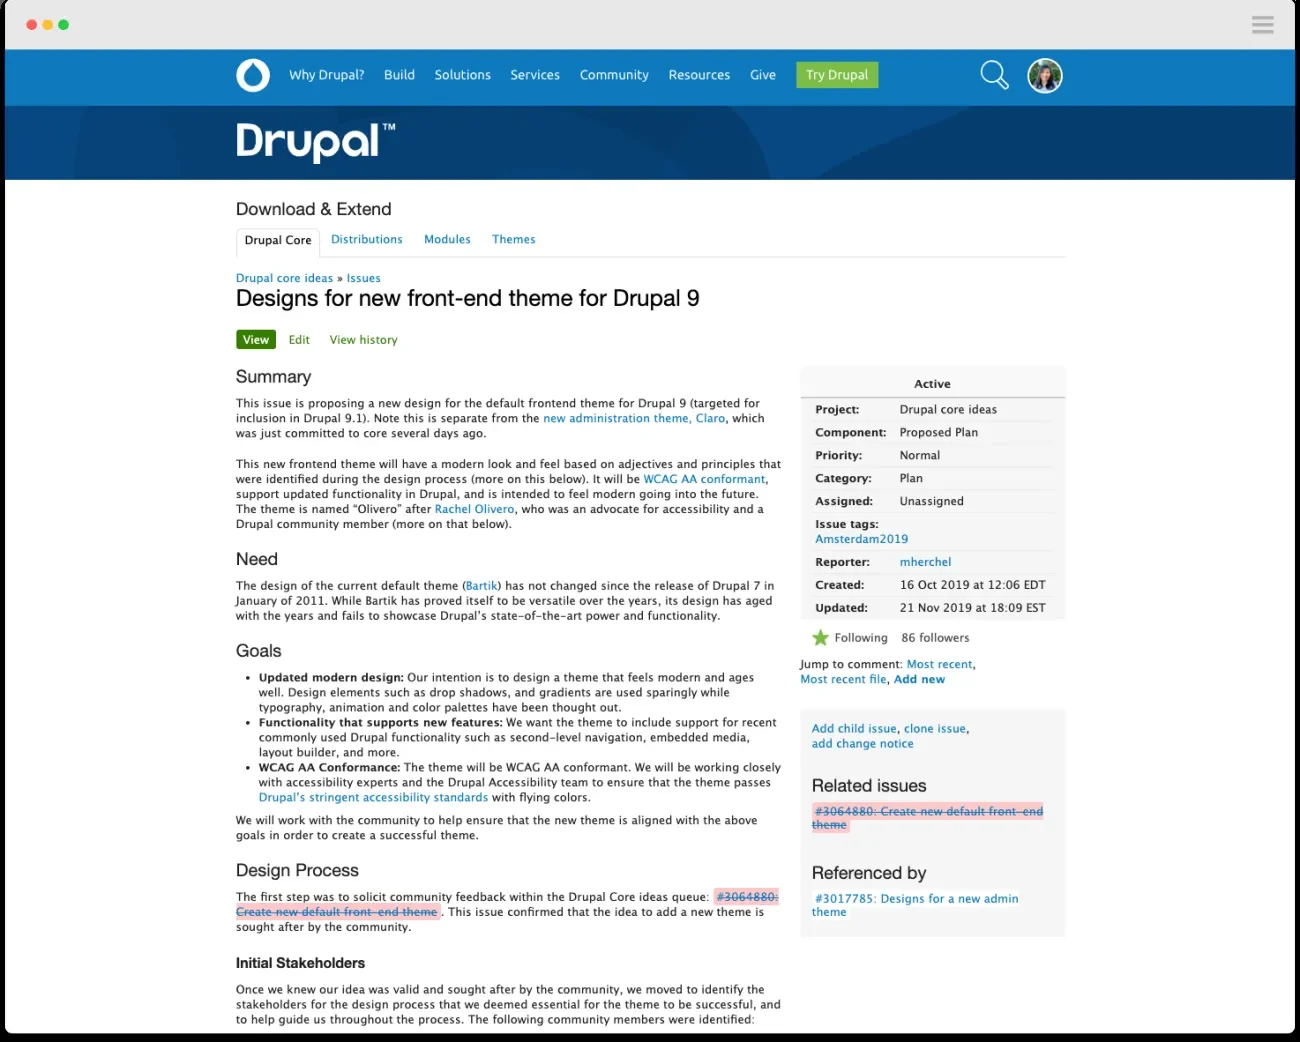 Why Drupal? Build Solutions Services Community Resources Give Try Drupal
Drupal™
Download & Extend
Drupal Core Distributions Modules Themes
Drupal core ideas » Issues
Designs for new front-end theme for Drupal 9
View Edit View history
Summary
This issue is proposing a new design for the default frontend theme for Drupal 9 (targeted for
inclusion in Drupal 9.1). Note this is separate from the new administration theme, Claro, which
was just committed to core several days ago.
This new frontend theme will have a modern look and feel based on adjectives and principles that
were identified during the design process (more on this below). It will be WCAG AA conformant,
support updated functionality in Drupal, and is intended to feel modern going into the future.
The theme is named “Olivero” after Rachel Olivero, who was an advocate for accessibility and a
Drupal community member (more on that below).
Need
The design of the current default theme (Bartik) has not changed since the release of Drupal 7 in
January of 2011. While Bartik has proved itself to be versatile over the years, its design has aged
with the years and fails to showcase Drupal’s state-of-the-art power and functionality.
Goals
• Updated modern design: Our intention is to design a theme that feels modern and ages
well. Design elements such as drop shadows, and gradients are used sparingly while
typography, animation and color palettes have been thought out.
• Functionality that supports new features: We want the theme to include support for recent
commonly used Drupal functionality such as second-level navigation, embedded media,
layout builder, and more.
• WCAG AA Conformance: The theme will be WCAG AA conformant. We will be working closely
with accessibility experts and the Drupal Accessibility team to ensure that the theme passes
Drupal’s stringent accessibility standards with flying colors.
We will work with the community to help ensure that the new theme is aligned with the above
goals in order to create a successful theme.
Design Process
The first step was to solicit community feedback within the Drupal Core ideas queue: #3064880:
Create new default front-end theme . This issue confirmed that the idea to add a new theme is
sought after by the community.
Initial Stakeholders
Once we knew our idea was valid and sought after by the community, we moved to identify the
stakeholders for the design process that we deemed essential for the theme to be successful, and
to help guide us throughout the process. The following community members were identified:
Active
Project: Drupal core ideas
Component: Proposed Plan
Priority: Normal
Category: Plan
Assigned: Unassigned
Issue tags:
Amsterdam2019
Reporter: mherchel
Created: 16 Oct 2019 at 12:06 EDT
Updated: 21 Nov 2019 at 18:09 EST
Following 86 followers
Jump to comment: Most recent,
Most recent file, Add new
Add child issue, clone issue,
add change notice
Related issues
#3064880: Create new default front-end
theme
Referenced by
#3017785: Designs for a new admin
theme